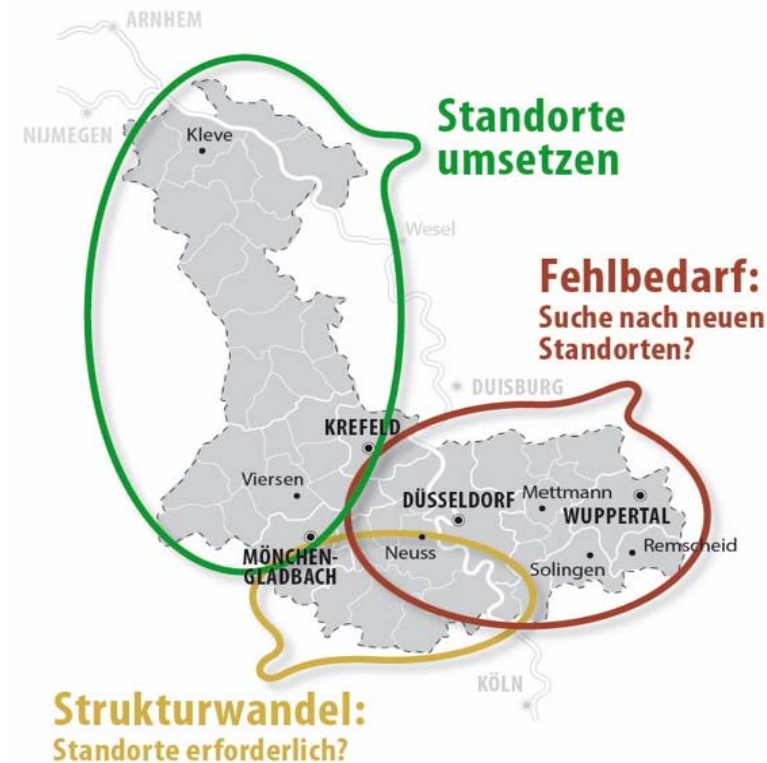 ARNHEM
NIJMEGEN
Kleve
Standorte
umsetzen
Wesel
Fehlbedarf:
Suche nach neuen
Standorten?
DUISBURG
KREFELD
Viersen
DÜSSELDORF
Mettmann
WUPPERTAL
MÖNCHEN-
GLADBACH
Neuss
Remscheid
Solingen
KÖLN
Strukturwandel:
Standorte erforderlich?